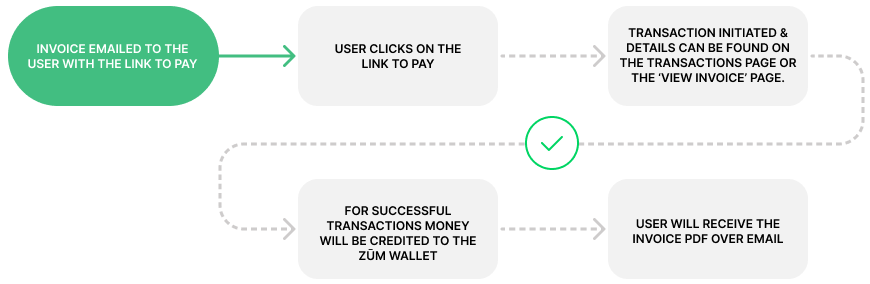 INVOICE EMAILED TO THE
USER WITH THE LINK TO PAY
USER CLICKS ON THE
LINK TO PAY
TRANSACTION INITIATED &
DETAILS CAN BE FOUND ON
THE TRANSACTIONS PAGE OR
THE ‘VIEW INVOICE’ PAGE.
FOR SUCCESSFUL
TRANSACTIONS MONEY
WILL BE CREDITED TO THE
ZŪM WALLET
USER WILL RECEIVE THE
INVOICE PDF OVER EMAIL